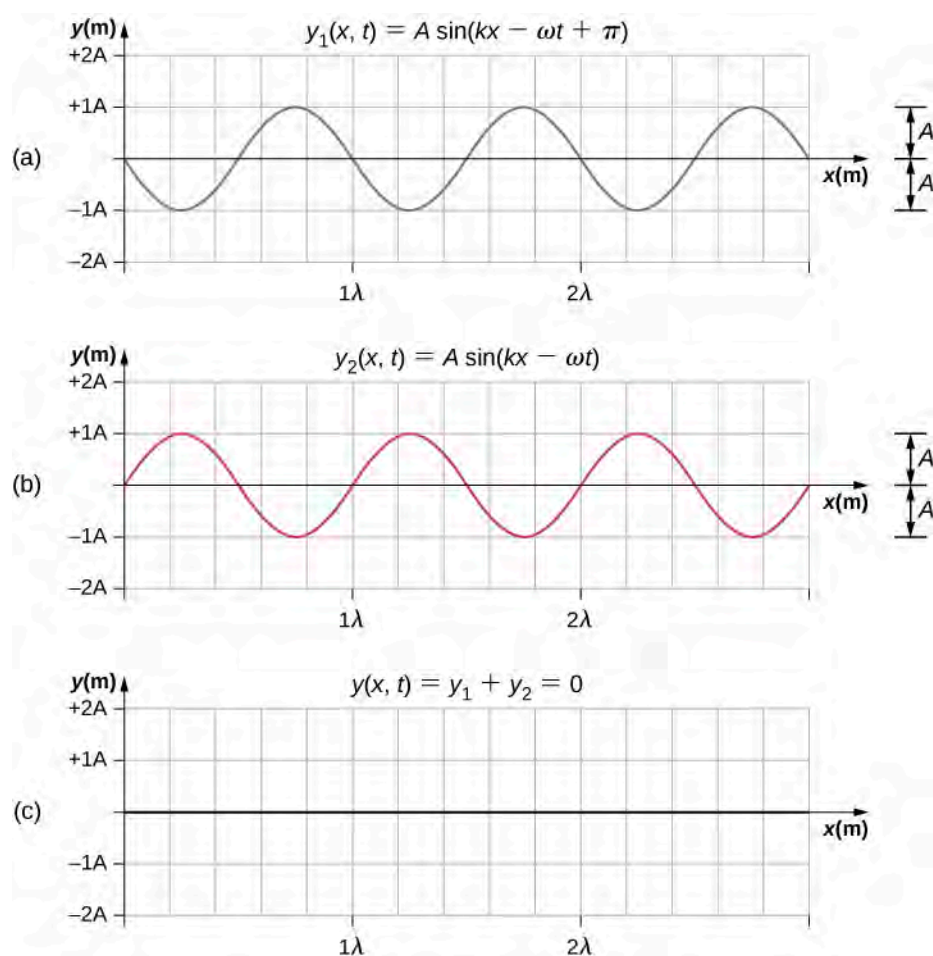 y(m)
y₁(x, t) = A sin(kx − ωt + π)
+2A
+1A
A
(a)
x(m)
A
−1A
−2A
1λ 2λ
y(m)
y₂(x, t) = A sin(kx − ωt)
+2A
+1A
A
(b)
x(m)
A
−1A
−2A
1λ 2λ
y(m)
y(x, t) = y₁ + y₂ = 0
+2A
+1A
(c)
x(m)
−1A
−2A
1λ 2λ